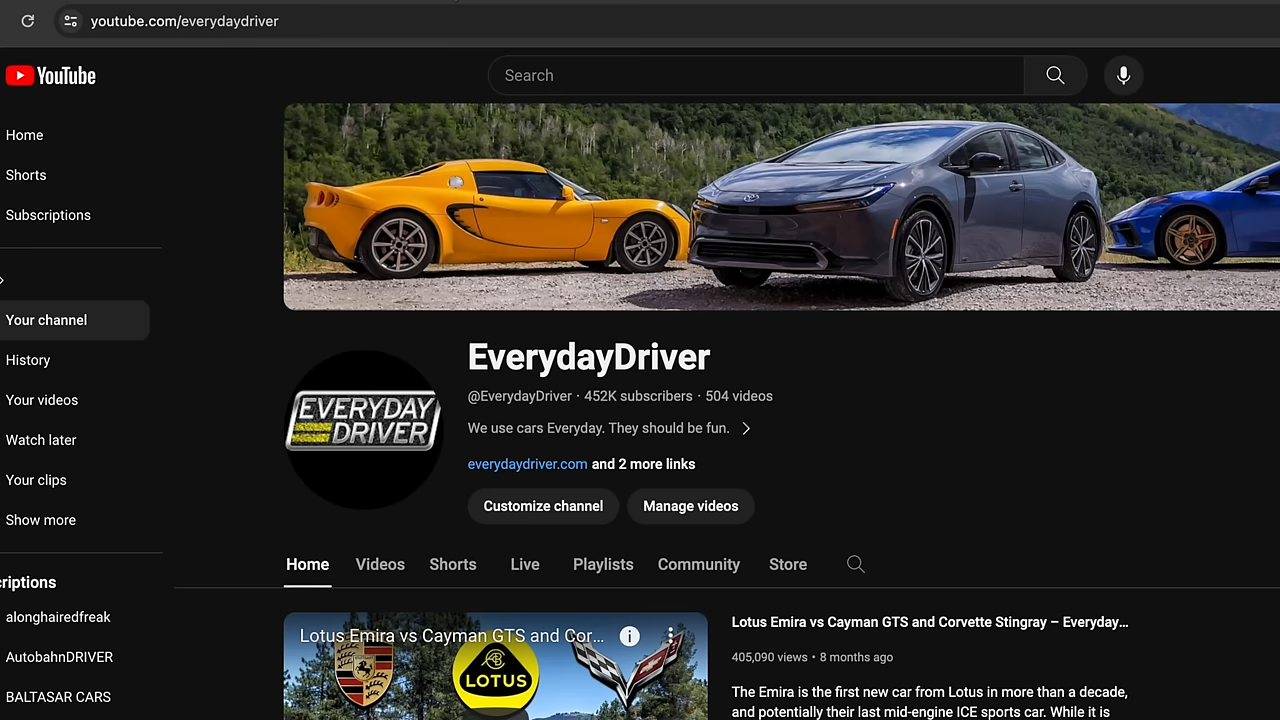 youtube.com/everydaydriver
YouTube
Search
Home
Shorts
Subscriptions
Your channel
History
Your videos
Watch later
Your clips
Show more
criptions
alonghairedfreak
AutobahnDRIVER
BALTASAR CARS
EVERYDAY
DRIVER
EverydayDriver
@EverydayDriver · 452K subscribers · 504 videos
We use cars Everyday. They should be fun.
everydaydriver.com and 2 more links
Customize channel
Manage videos
Home Videos Shorts Live Playlists Community Store
Lotus Emira vs Cayman GTS and Cor...
LOTUS
Lotus Emira vs Cayman GTS and Corvette Stingray – Everyday...
405,090 views • 8 months ago
The Emira is the first new car from Lotus in more than a decade,
and potentially their last mid-engine ICE sports car. While it is